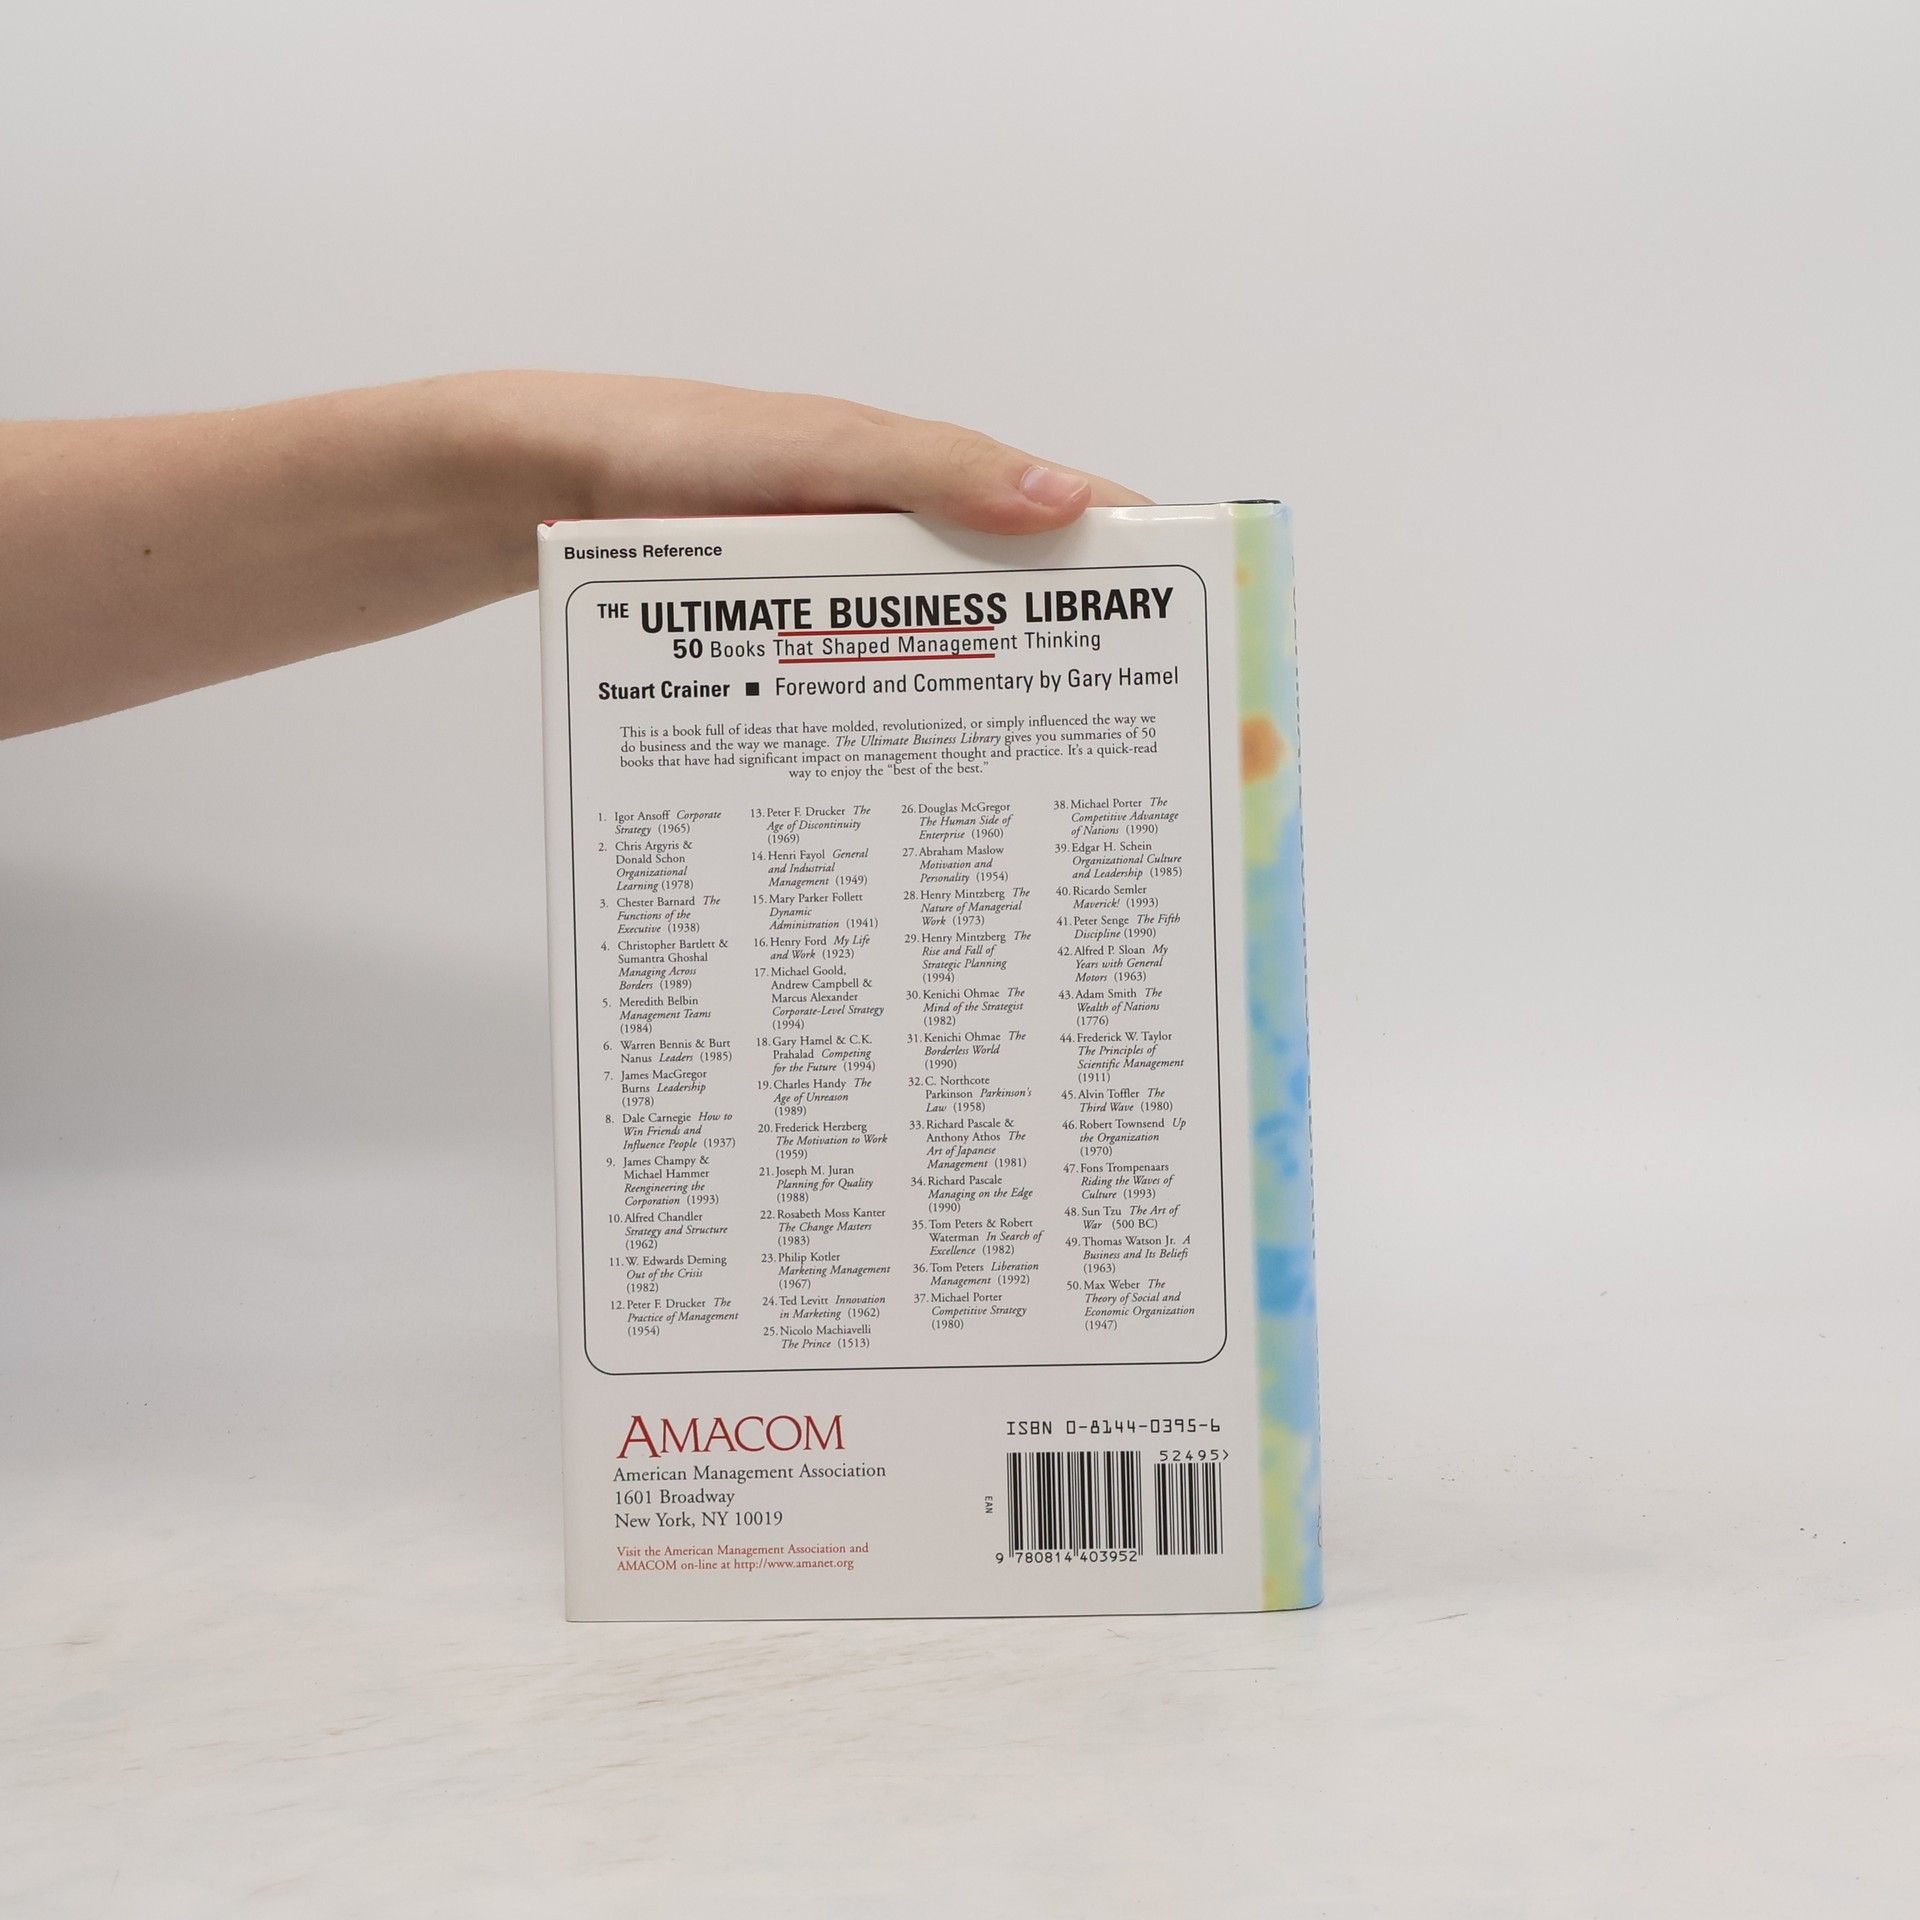 Business Reference
THE ULTIMATE BUSINESS LIBRARY
50 Books That Shaped Management Thinking
Stuart Crainer ■ Foreword and Commentary by Gary Hamel
This is a book full of ideas that have molded, revolutionized, or simply influenced the way we
do business and the way we manage. The Ultimate Business Library gives you summaries of 50
books that have had significant impact on management thought and practice. It's a quick-read
way to enjoy the "best of the best."
1. Igor Ansoff Corporate
Strategy (1965)
2. Chris Argyris &
Donald Schon
Organizational
Learning (1978)
3. Chester Barnard The
Functions of the
Executive (1938)
4. Christopher Bartlett &
Sumantra Ghoshal
Managing Across
Borders (1989)
5. Meredith Belbin
Management Teams
(1984)
6. Warren Bennis & Burt
Nanus Leaders (1985)
7. James MacGregor
Burns Leadership
(1978)
8. Dale Carnegie How to
Win Friends and
Influence People (1937)
9. James Champy &
Michael Hammer
Reengineering the
Corporation (1993)
10. Alfred Chandler
Strategy and Structure
(1962)
11. W. Edwards Deming
Out of the Crisis
(1982)
12. Peter F. Drucker The
Practice of Management
(1954)
13. Peter F. Drucker The
Age of Discontinuity
(1969)
14. Henri Fayol General
and Industrial
Management (1949)
15. Mary Parker Follett
Dynamic
Administration (1941)
16. Henry Ford My Life
and Work (1923)
17. Michael Goold,
Andrew Campbell &
Marcus Alexander
Corporate-Level Strategy
(1994)
18. Gary Hamel & C.K.
Prahalad Competing
for the Future (1994)
19. Charles Handy The
Age of Unreason
(1989)
20. Frederick Herzberg
The Motivation to Work
(1959)
21. Joseph M. Juran
Planning for Quality
(1988)
22. Rosabeth Moss Kanter
The Change Masters
(1983)
23. Philip Kotler
Marketing Management
(1967)
24. Ted Levitt Innovation
in Marketing (1962)
25. Nicolo Machiavelli
The Prince (1513)
26. Douglas McGregor
The Human Side of
Enterprise (1960)
27. Abraham Maslow
Motivation and
Personality (1954)
28. Henry Mintzberg The
Nature of Managerial
Work (1973)
29. Henry Mintzberg The
Rise and Fall of
Strategic Planning
(1994)
30. Kenichi Ohmae The
Mind of the Strategist
(1982)
31. Kenichi Ohmae The
Borderless World
(1990)
32. C. Northcote
Parkinson Parkinson's
Law (1958)
33. Richard Pascale &
Anthony Athos The
Art of Japanese
Management (1981)
34. Richard Pascale
Managing on the Edge
(1990)
35. Tom Peters & Robert
Waterman In Search of
Excellence (1982)
36. Tom Peters Liberation
Management (1992)
37. Michael Porter
Competitive Strategy
(1980)
38. Michael Porter The
Competitive Advantage
of Nations (1990)
39. Edgar H. Schein
Organizational Culture
and Leadership (1985)
40. Ricardo Semler
Maverick! (1993)
41. Peter Senge The Fifth
Discipline (1990)
42. Alfred P. Sloan My
Years with General
Motors (1963)
43. Adam Smith The
Wealth of Nations
(1776)
44. Frederick W. Taylor
The Principles of
Scientific Management
(1911)
45. Alvin Toffler The
Third Wave (1980)
46. Robert Townsend Up
the Organization
(1970)
47. Fons Trompenaars
Riding the Waves of
Culture (1993)
48. Sun Tzu The Art of
War (500 BC)
49. Thomas Watson Jr. A
Business and Its Beliefs
(1963)
50. Max Weber The
Theory of Social and
Economic Organization
(1947)
AMACOM
American Management Association
1601 Broadway
New York, NY 10019
Visit the American Management Association and
AMACOM on-line at http://www.amanet.org
ISBN 0-8144-0395-6
52495>
EAN
9 780814 403952